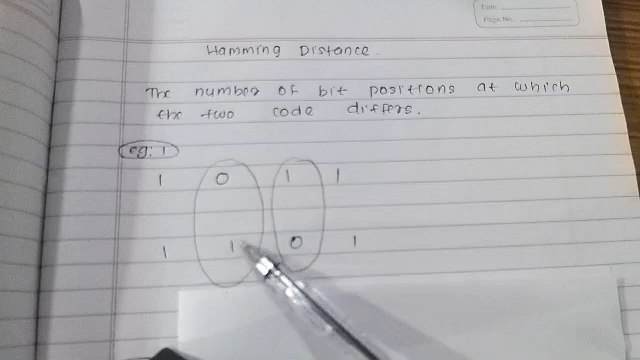 Date
Page No.
Hamming Distance.
The number of bit positions at which
the two code differs.
eg: 1
1 0 1 1
1 1 0 1